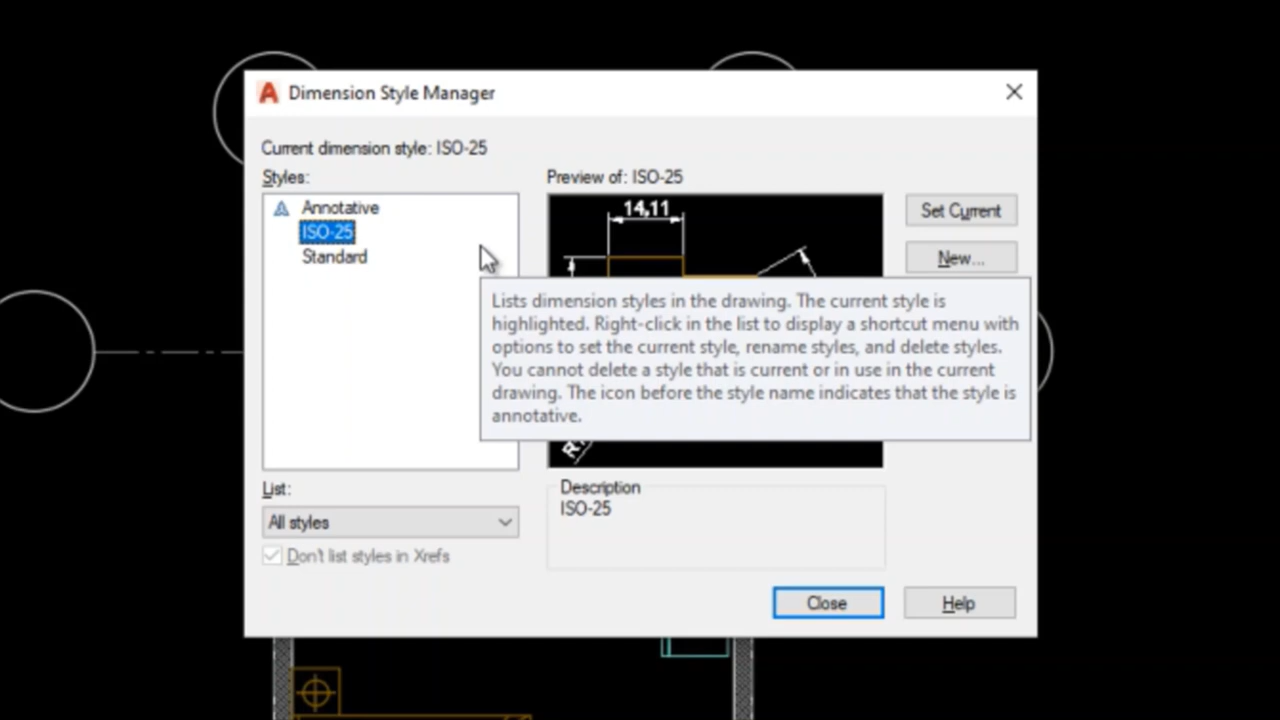 Dimension Style Manager
Current dimension style: ISO-25
Styles:
Preview of: ISO-25
Annotative
ISO-25
Standard
14,11
Set Current
New...
Lists dimension styles in the drawing. The current style is
highlighted. Right-click in the list to display a shortcut menu with
options to set the current style, rename styles, and delete styles.
You cannot delete a style that is current or in use in the current
drawing. The icon before the style name indicates that the style is
annotative.
List:
All styles
Don't list styles in Xrefs
Description
ISO-25
Close
Help